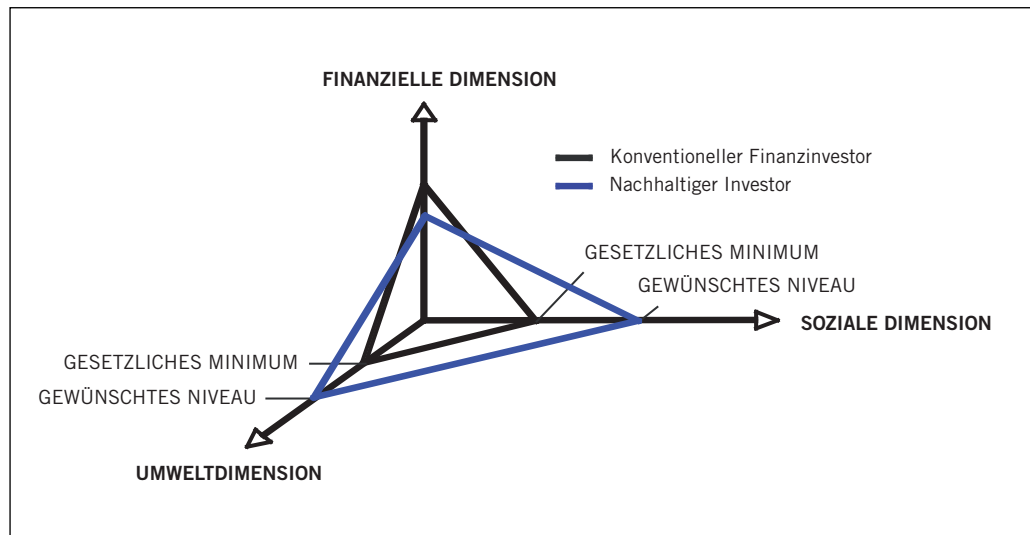 FINANZIELLE DIMENSION
Konventioneller Finanzinvestor
Nachhaltiger Investor
GESETZLICHES MINIMUM
GEWÜNSCHTES NIVEAU
SOZIALE DIMENSION
GESETZLICHES MINIMUM
GEWÜNSCHTES NIVEAU
UMWELTDIMENSION